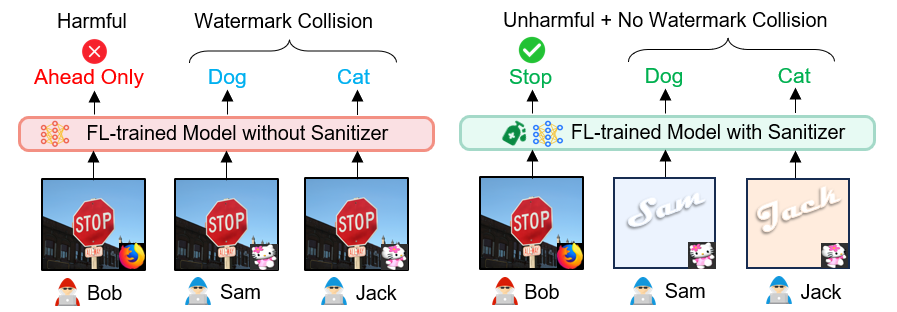 Harmful
Watermark Collision
Unharmful + No Watermark Collision
Ahead Only
Dog
Cat
Stop
Dog
Cat
FL-trained Model without Sanitizer
FL-trained Model with Sanitizer
STOP
STOP
STOP
STOP
Sam
Jack
Bob
Sam
Jack
Bob
Sam
Jack